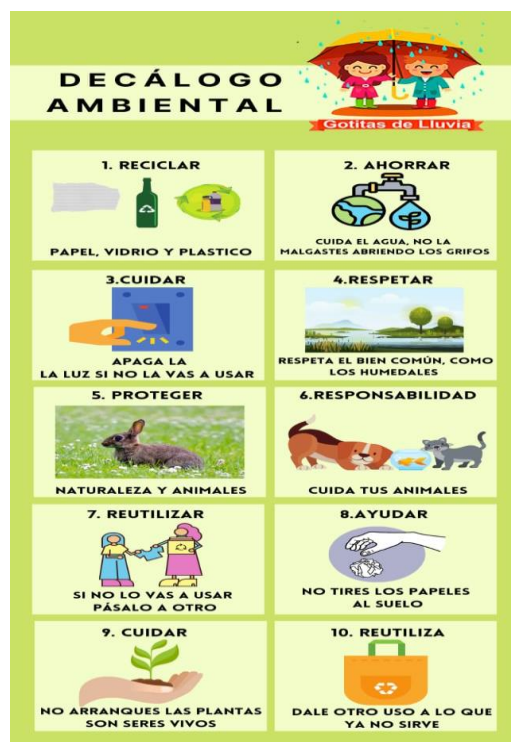 DECÁLOGO
AMBIENTAL
Gotitas de Lluvia
1. RECICLAR
PAPEL, VIDRIO Y PLASTICO
2. AHORRAR
CUIDA EL AGUA, NO LA
MALGASTES ABRIENDO LOS GRIFOS
3.CUIDAR
APAGA LA
LA LUZ SI NO LA VAS A USAR
4.RESPETAR
RESPETA EL BIEN COMÚN, COMO
LOS HUMEDALES
5. PROTEGER
NATURALEZA Y ANIMALES
6.RESPONSABILIDAD
CUIDA TUS ANIMALES
7. REUTILIZAR
SI NO LO VAS A USAR
PÁSALO A OTRO
8.AYUDAR
NO TIRES LOS PAPELES
AL SUELO
9. CUIDAR
NO ARRANQUES LAS PLANTAS
SON SERES VIVOS
10. REUTILIZA
DALE OTRO USO A LO QUE
YA NO SIRVE